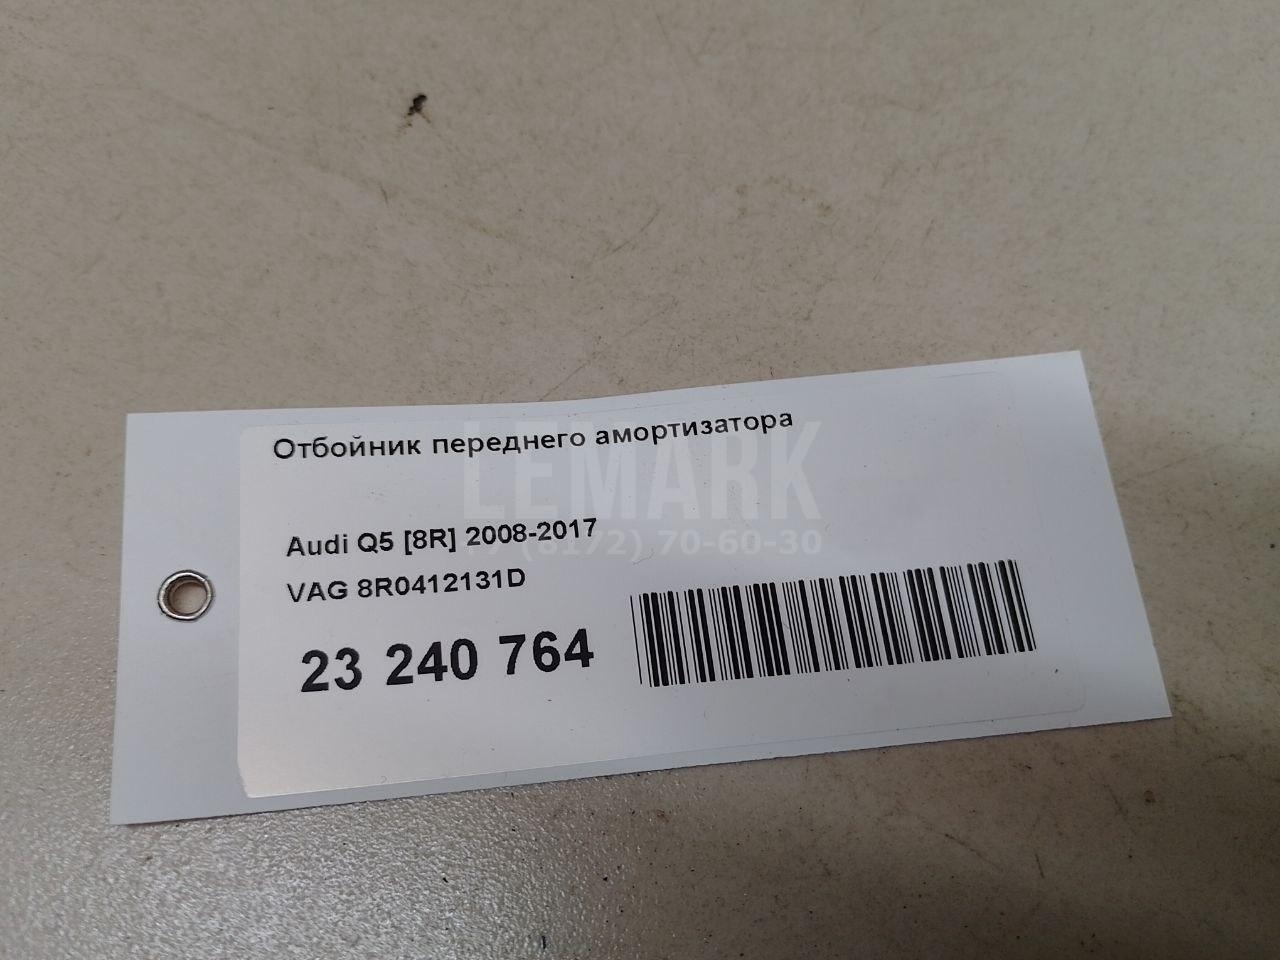 Отбойник переднего амортизатора
LEMARK
Audi Q5 [8R] 2008-2017
(8172) 70-60-30
VAG 8R0412131D
23 240 764